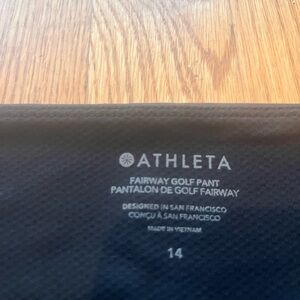 ATHLETA
FAIRWAY GOLF PANT
PANTALON DE GOLF FAIRWAY
DESIGNED IN SAN FRANCISCO
CONÇU À SAN FRANCISCO
MADE IN VIETNAM
14